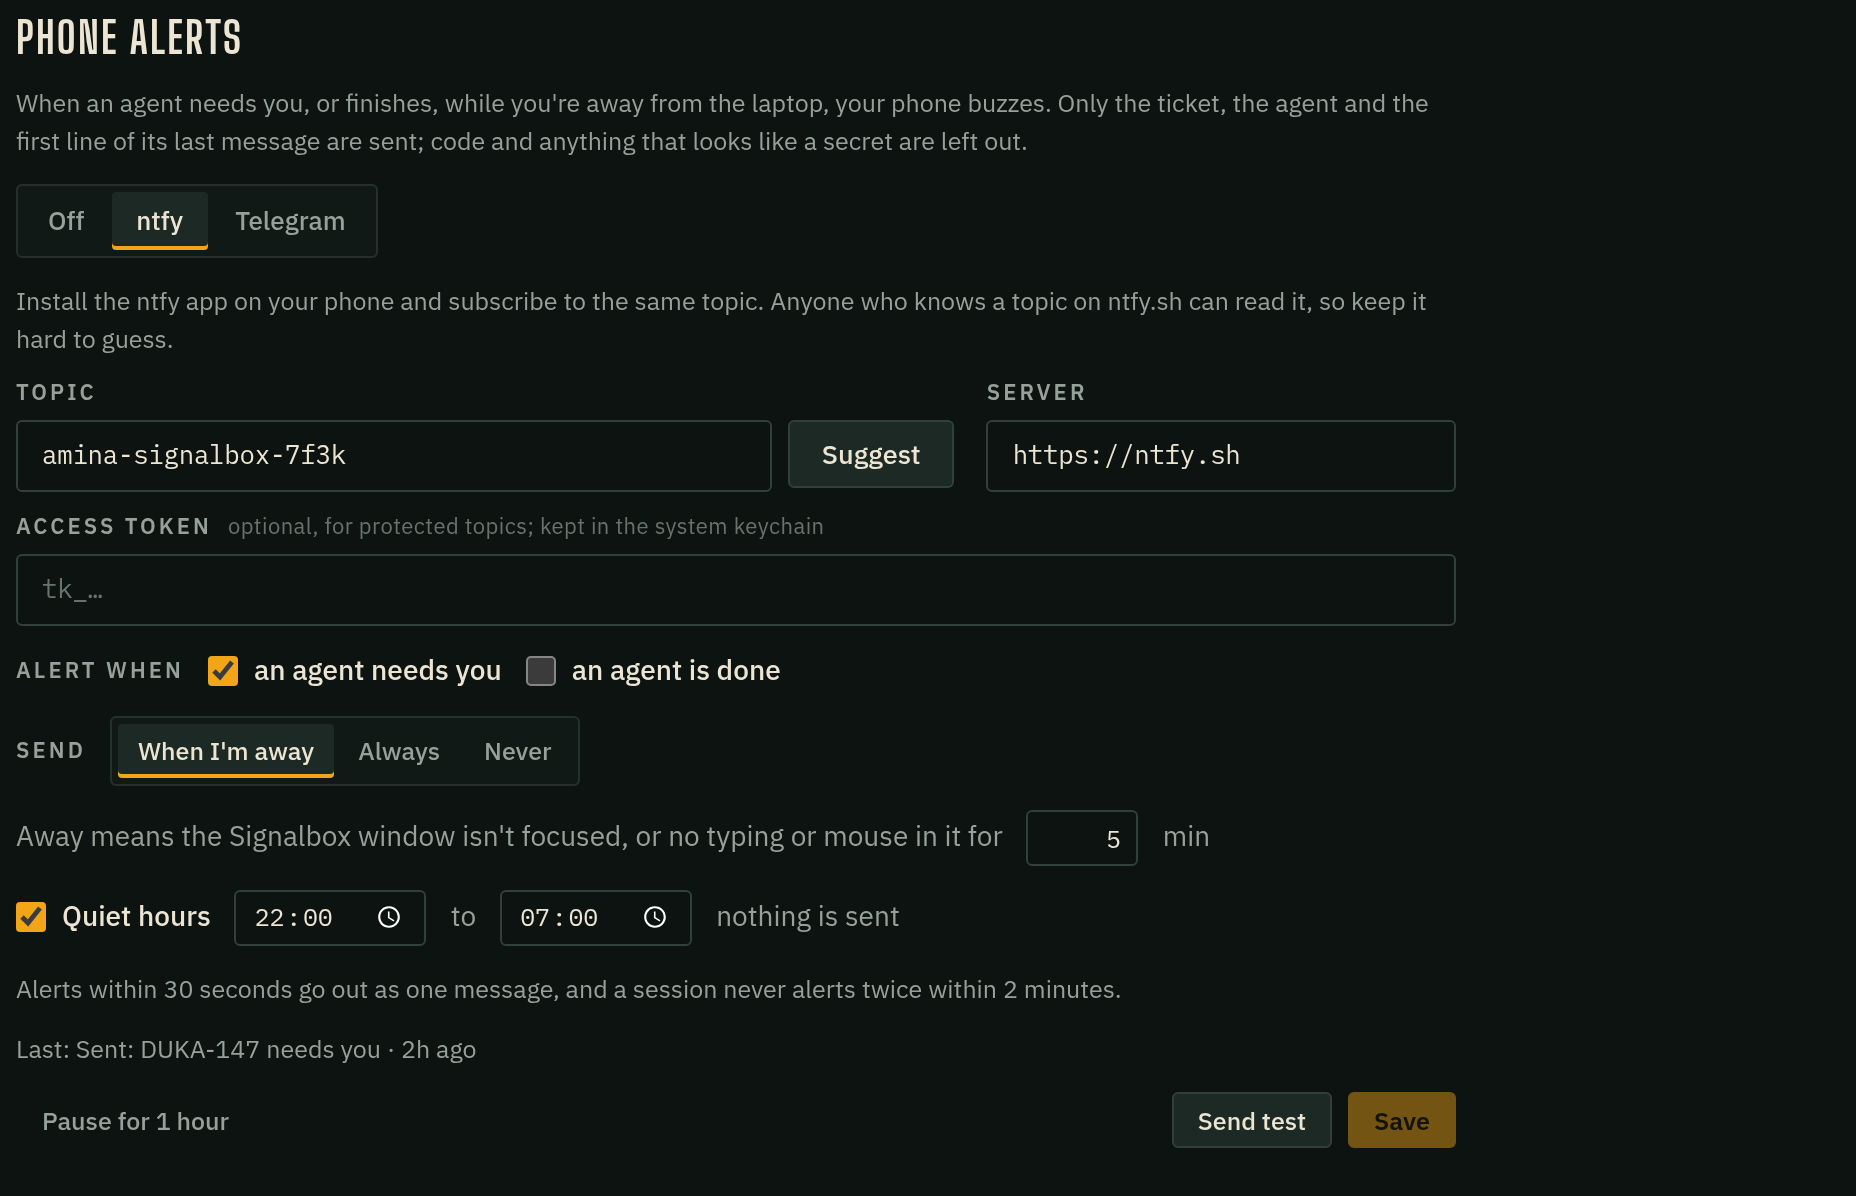 PHONE ALERTS
When an agent needs you, or finishes, while you're away from the laptop, your phone buzzes. Only the ticket, the agent and the
first line of its last message are sent; code and anything that looks like a secret are left out.
Off ntfy Telegram
Install the ntfy app on your phone and subscribe to the same topic. Anyone who knows a topic on ntfy.sh can read it, so keep it
hard to guess.
TOPIC SERVER
amina-signalbox-7f3k Suggest https://ntfy.sh
ACCESS TOKEN optional, for protected topics; kept in the system keychain
tk_…
ALERT WHEN an agent needs you an agent is done
SEND When I'm away Always Never
Away means the Signalbox window isn't focused, or no typing or mouse in it for 5 min
Quiet hours 22:00 to 07:00 nothing is sent
Alerts within 30 seconds go out as one message, and a session never alerts twice within 2 minutes.
Last: Sent: DUKA-147 needs you · 2h ago
Pause for 1 hour Send test Save